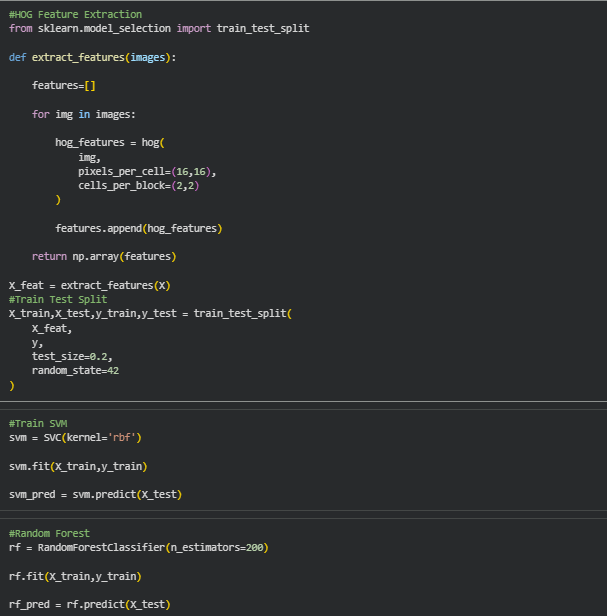 #HOG Feature Extraction
from sklearn.model_selection import train_test_split
def extract_features(images):
    features=[]
    for img in images:
        hog_features = hog(
            img,
            pixels_per_cell=(16,16),
            cells_per_block=(2,2)
        )
        features.append(hog_features)
    return np.array(features)
X_feat = extract_features(X)
#Train Test Split
X_train,X_test,y_train,y_test = train_test_split(
    X_feat,
    y,
    test_size=0.2,
    random_state=42
)
#Train SVM
svm = SVC(kernel='rbf')
svm.fit(X_train,y_train)
svm_pred = svm.predict(X_test)
#Random Forest
rf = RandomForestClassifier(n_estimators=200)
rf.fit(X_train,y_train)
rf_pred = rf.predict(X_test)